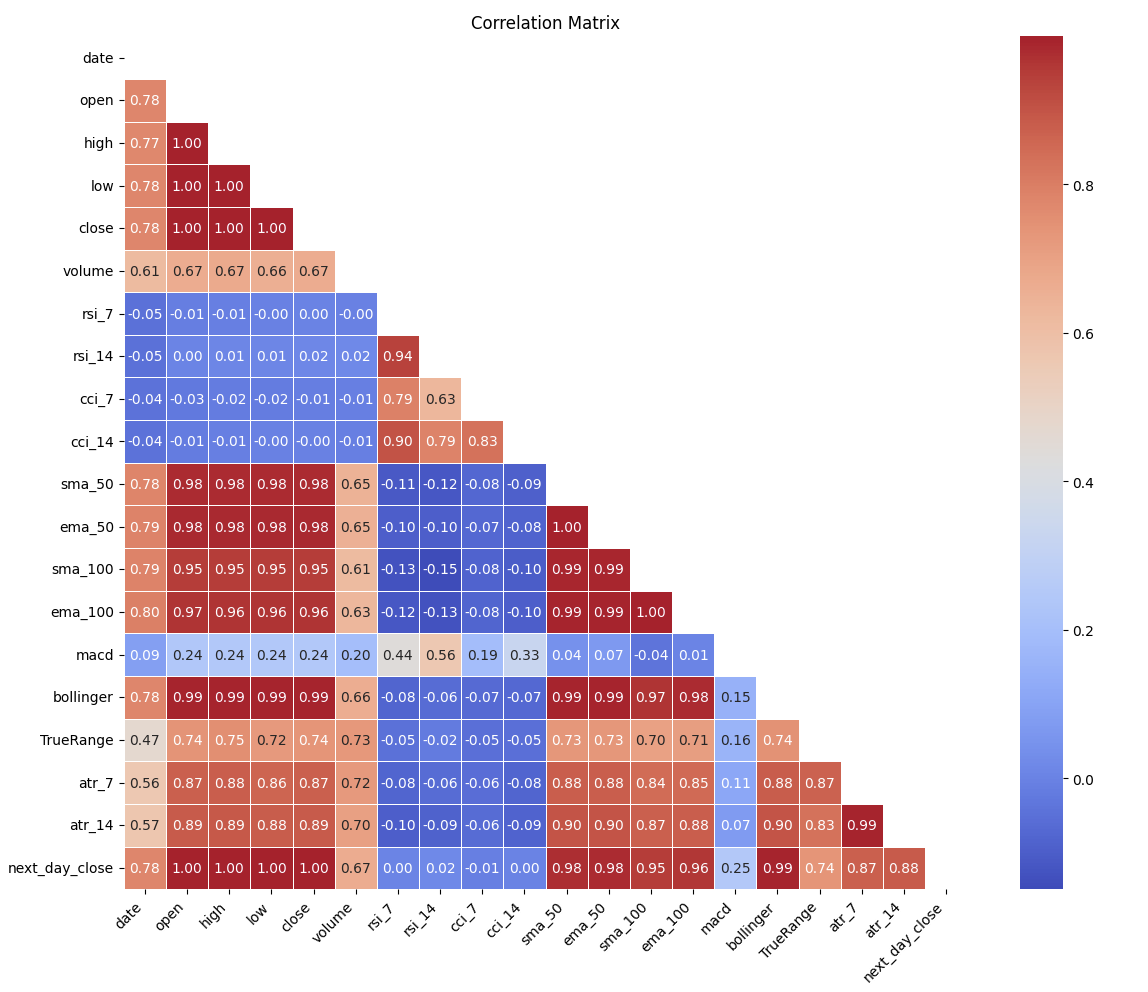 Correlation Matrix
date
open 0.78
high 0.77 1.00
low 0.78 1.00 1.00
close 0.78 1.00 1.00 1.00
volume 0.61 0.67 0.67 0.66 0.67
rsi_7 -0.05 -0.01 -0.01 -0.00 0.00 -0.00
rsi_14 -0.05 0.00 0.01 0.01 0.02 0.02 0.94
cci_7 -0.04 -0.03 -0.02 -0.02 -0.01 -0.01 0.79 0.63
cci_14 -0.04 -0.01 -0.01 -0.00 -0.00 -0.01 0.90 0.79 0.83
sma_50 0.78 0.98 0.98 0.98 0.98 0.65 -0.11 -0.12 -0.08 -0.09
ema_50 0.79 0.98 0.98 0.98 0.98 0.65 -0.10 -0.10 -0.07 -0.08 1.00
sma_100 0.79 0.95 0.95 0.95 0.95 0.61 -0.13 -0.15 -0.08 -0.10 0.99 0.99
ema_100 0.80 0.97 0.96 0.96 0.96 0.63 -0.12 -0.13 -0.08 -0.10 0.99 0.99 1.00
macd 0.09 0.24 0.24 0.24 0.24 0.20 0.44 0.56 0.19 0.33 0.04 0.07 -0.04 0.01
bollinger 0.78 0.99 0.99 0.99 0.99 0.66 -0.08 -0.06 -0.07 -0.07 0.99 0.99 0.97 0.98 0.15
TrueRange 0.47 0.74 0.75 0.72 0.74 0.73 -0.05 -0.02 -0.05 -0.05 0.73 0.73 0.70 0.71 0.16 0.74
atr_7 0.56 0.87 0.88 0.86 0.87 0.72 -0.08 -0.06 -0.06 -0.08 0.88 0.88 0.84 0.85 0.11 0.88 0.87
atr_14 0.57 0.89 0.89 0.88 0.89 0.70 -0.10 -0.09 -0.06 -0.09 0.90 0.90 0.87 0.88 0.07 0.90 0.83 0.99
next_day_close 0.78 1.00 1.00 1.00 1.00 0.67 0.00 0.02 -0.01 0.00 0.98 0.98 0.95 0.96 0.25 0.99 0.74 0.87 0.88
date open high low close volume rsi_7 rsi_14 cci_7 cci_14 sma_50 ema_50 sma_100 ema_100 macd bollinger TrueRange atr_7 atr_14 next_day_close
0.8
0.6
0.4
0.2
0.0